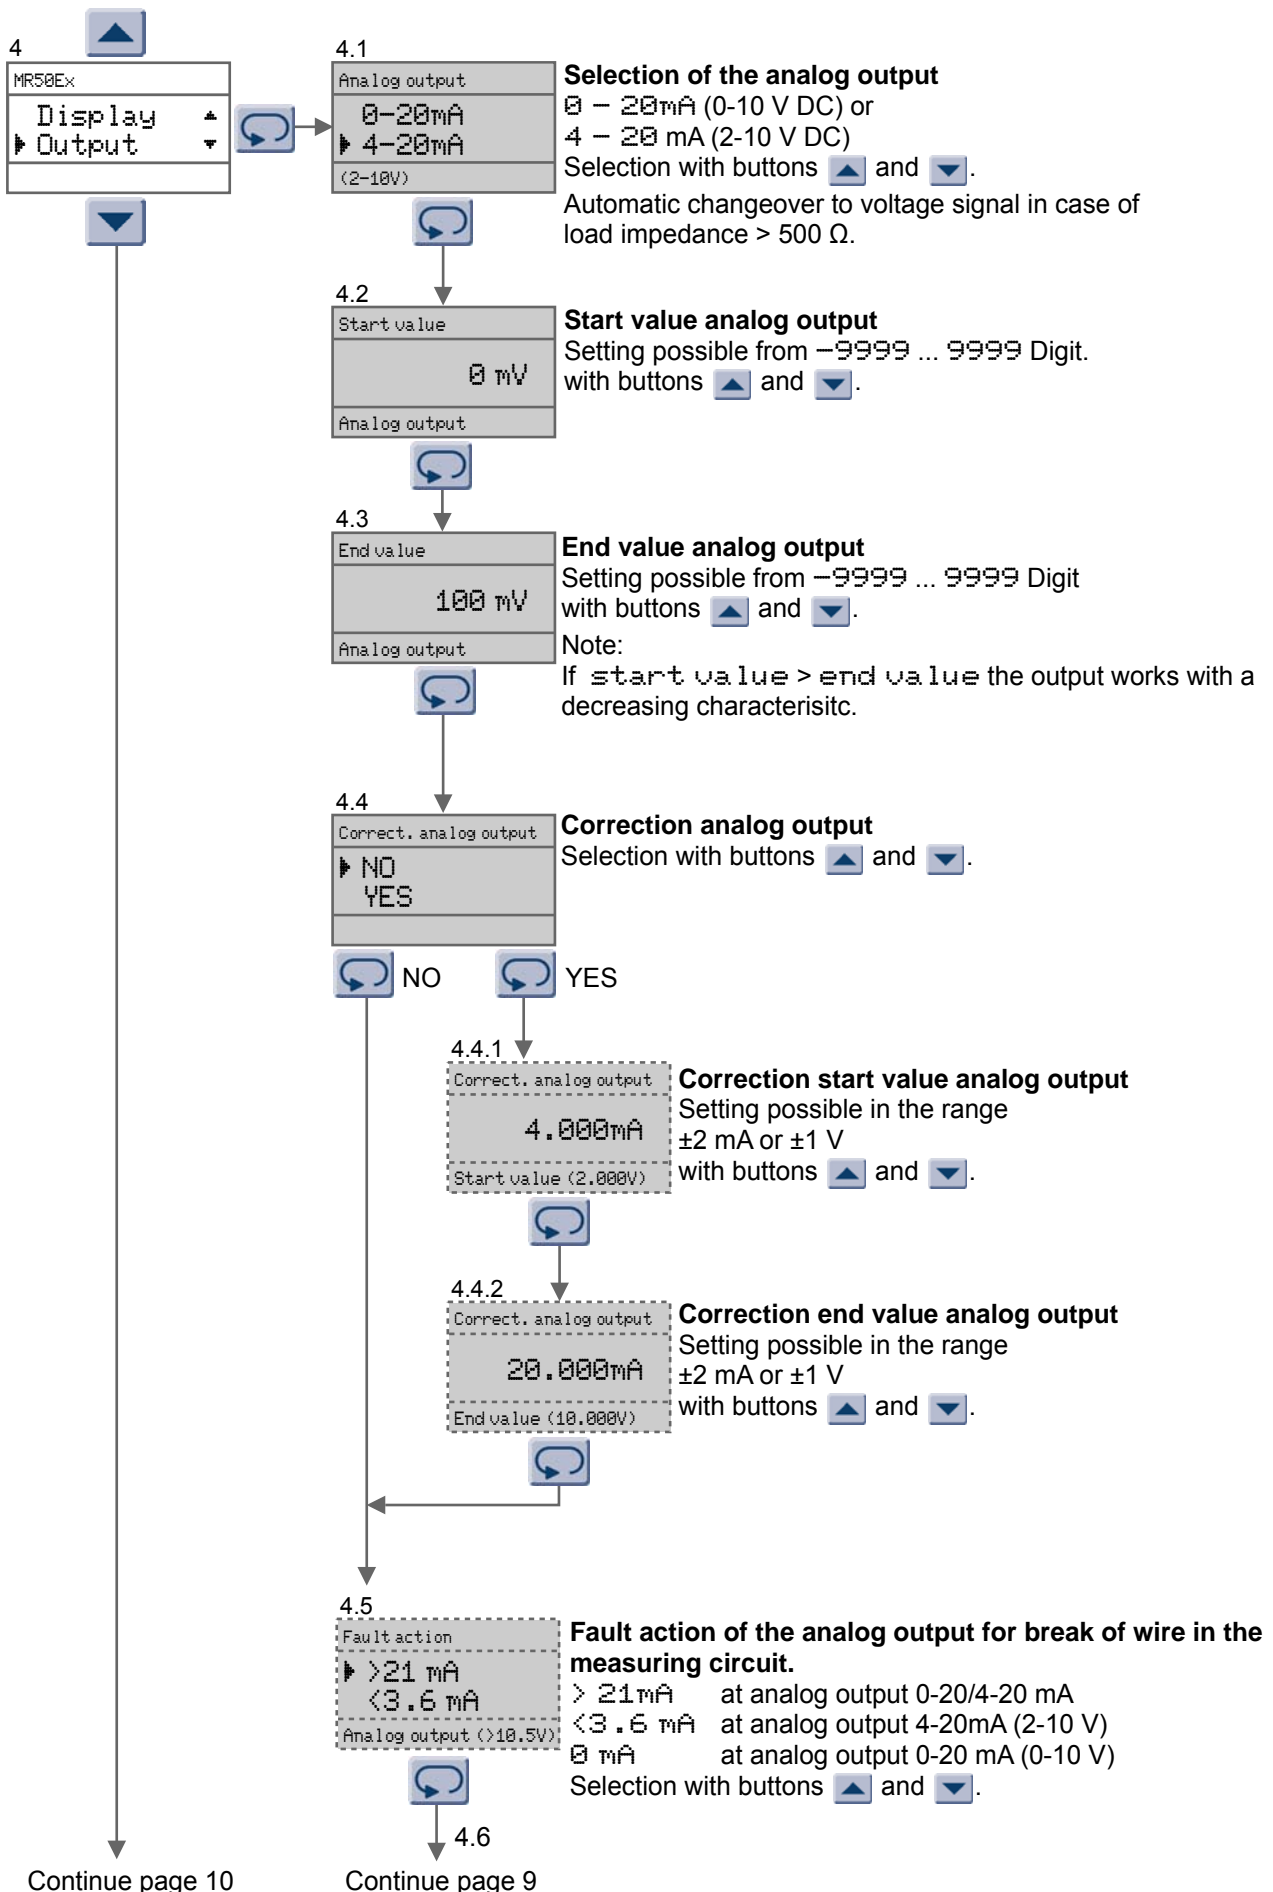 4
MR50Ex
Display
Output
4.1
Analog output
0-20mA
4-20mA
(2-10V)
Selection of the analog output
0 - 20mA (0-10 V DC) or
4 - 20 mA (2-10 V DC)
Selection with buttons and .
Automatic changeover to voltage signal in case of
load impedance > 500 Ω.
4.2
Start value
0 mV
Analog output
Start value analog output
Setting possible from -9999 ... 9999 Digit.
with buttons and .
4.3
End value
100 mV
Analog output
End value analog output
Setting possible from -9999 ... 9999 Digit
with buttons and .
Note:
If start value > end value the output works with a
decreasing characterisitc.
4.4
Correct. analog output
NO
YES
Correction analog output
Selection with buttons and .
NO
YES
4.4.1
Correct. analog output
4.000mA
Start value (2.000V)
Correction start value analog output
Setting possible in the range
±2 mA or ±1 V
with buttons and .
4.4.2
Correct. analog output
20.000mA
End value (10.000V)
Correction end value analog output
Setting possible in the range
±2 mA or ±1 V
with buttons and .
4.5
Fault action
>21 mA
<3.6 mA
Analog output (>10.5V)
Fault action of the analog output for break of wire in the
measuring circuit.
> 21mA at analog output 0-20/4-20 mA
<3.6 mA at analog output 4-20mA (2-10 V)
0 mA at analog output 0-20 mA (0-10 V)
Selection with buttons and .
4.6
Continue page 10
Continue page 9